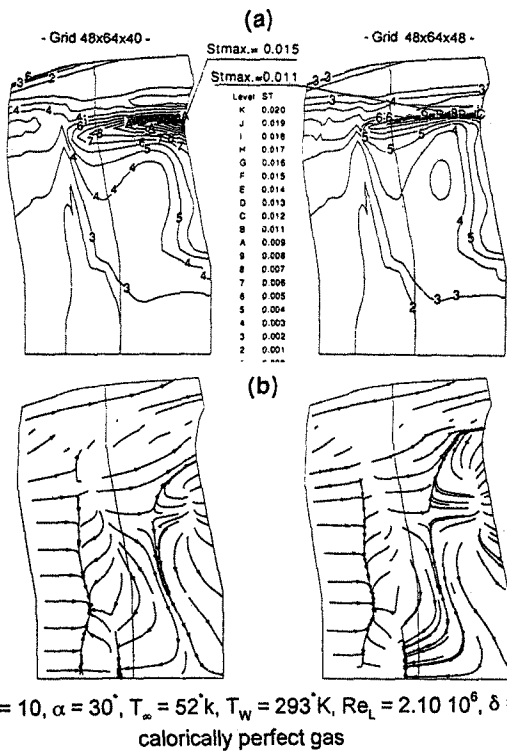 (a)
- Grid 48x64x40 -
- Grid 48x64x48 -
Stmax.= 0.015
Stmax.=0.011
Level ST
K 0.020
J 0.019
I 0.018
H 0.017
G 0.016
F 0.015
E 0.014
D 0.013
C 0.012
B 0.011
A 0.009
9 0.008
8 0.007
7 0.006
6 0.005
5 0.004
4 0.003
3 0.002
2 0.001
(b)
= 10, α = 30°, T∞ = 52°k, T_W = 293°K, Re_L = 2.10 10⁶, δ =
calorically perfect gas